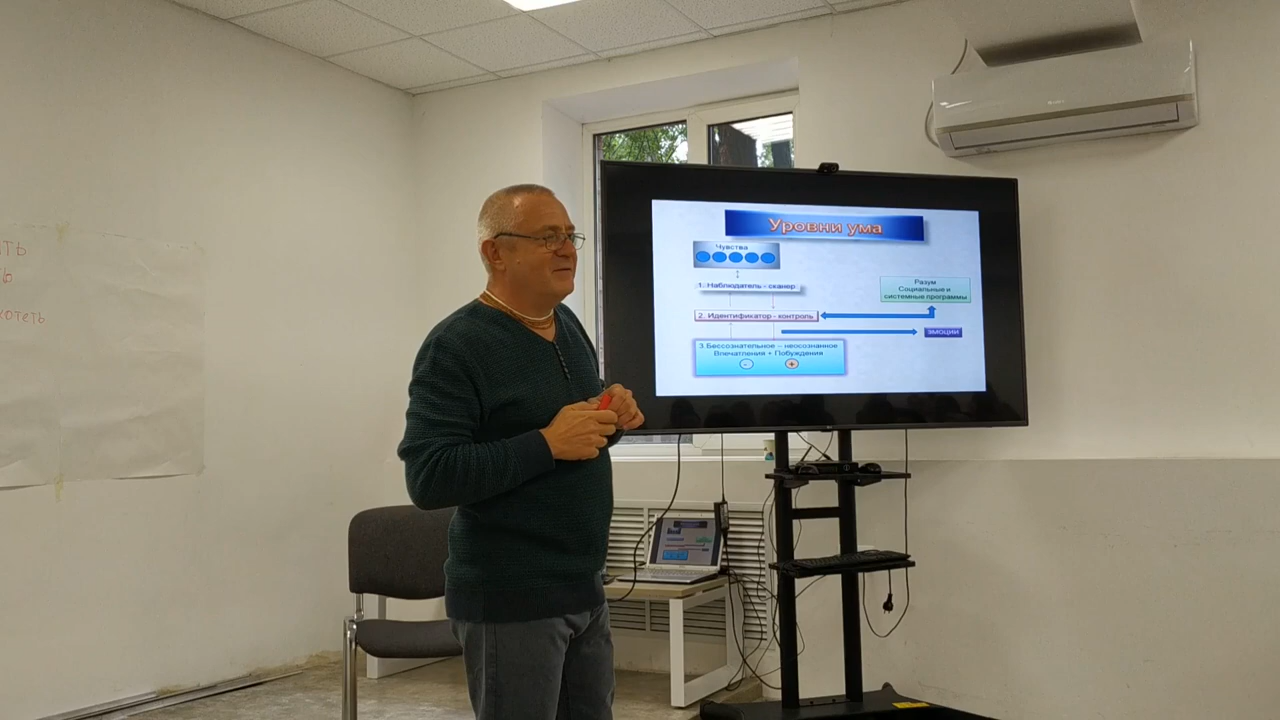 ТЬ
хотеть
Уровни ума
Чувства
1. Наблюдатель - сканер
Разум
Социальные и
системные программы
2. Идентификатор - контроль
эмоции
3 Бессознательное – неосознанное
Впечатления + Побуждения
- +